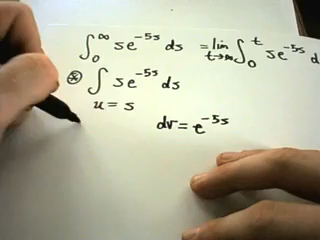 ∫₀^∞ se^{-5s} ds = lim_{t→∞} ∫₀^t se^{-5s} d
⊛ ∫ se^{-5s} ds
u = s
dv = e^{-5s}